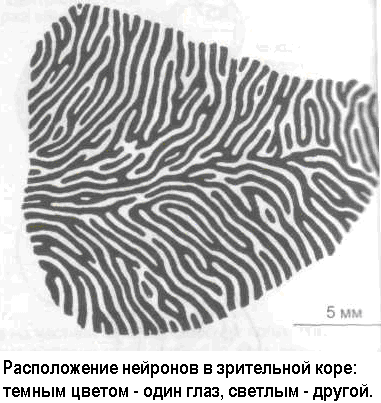 5 мм
Расположение нейронов в зрительной коре:
темным цветом - один глаз, светлым - другой.